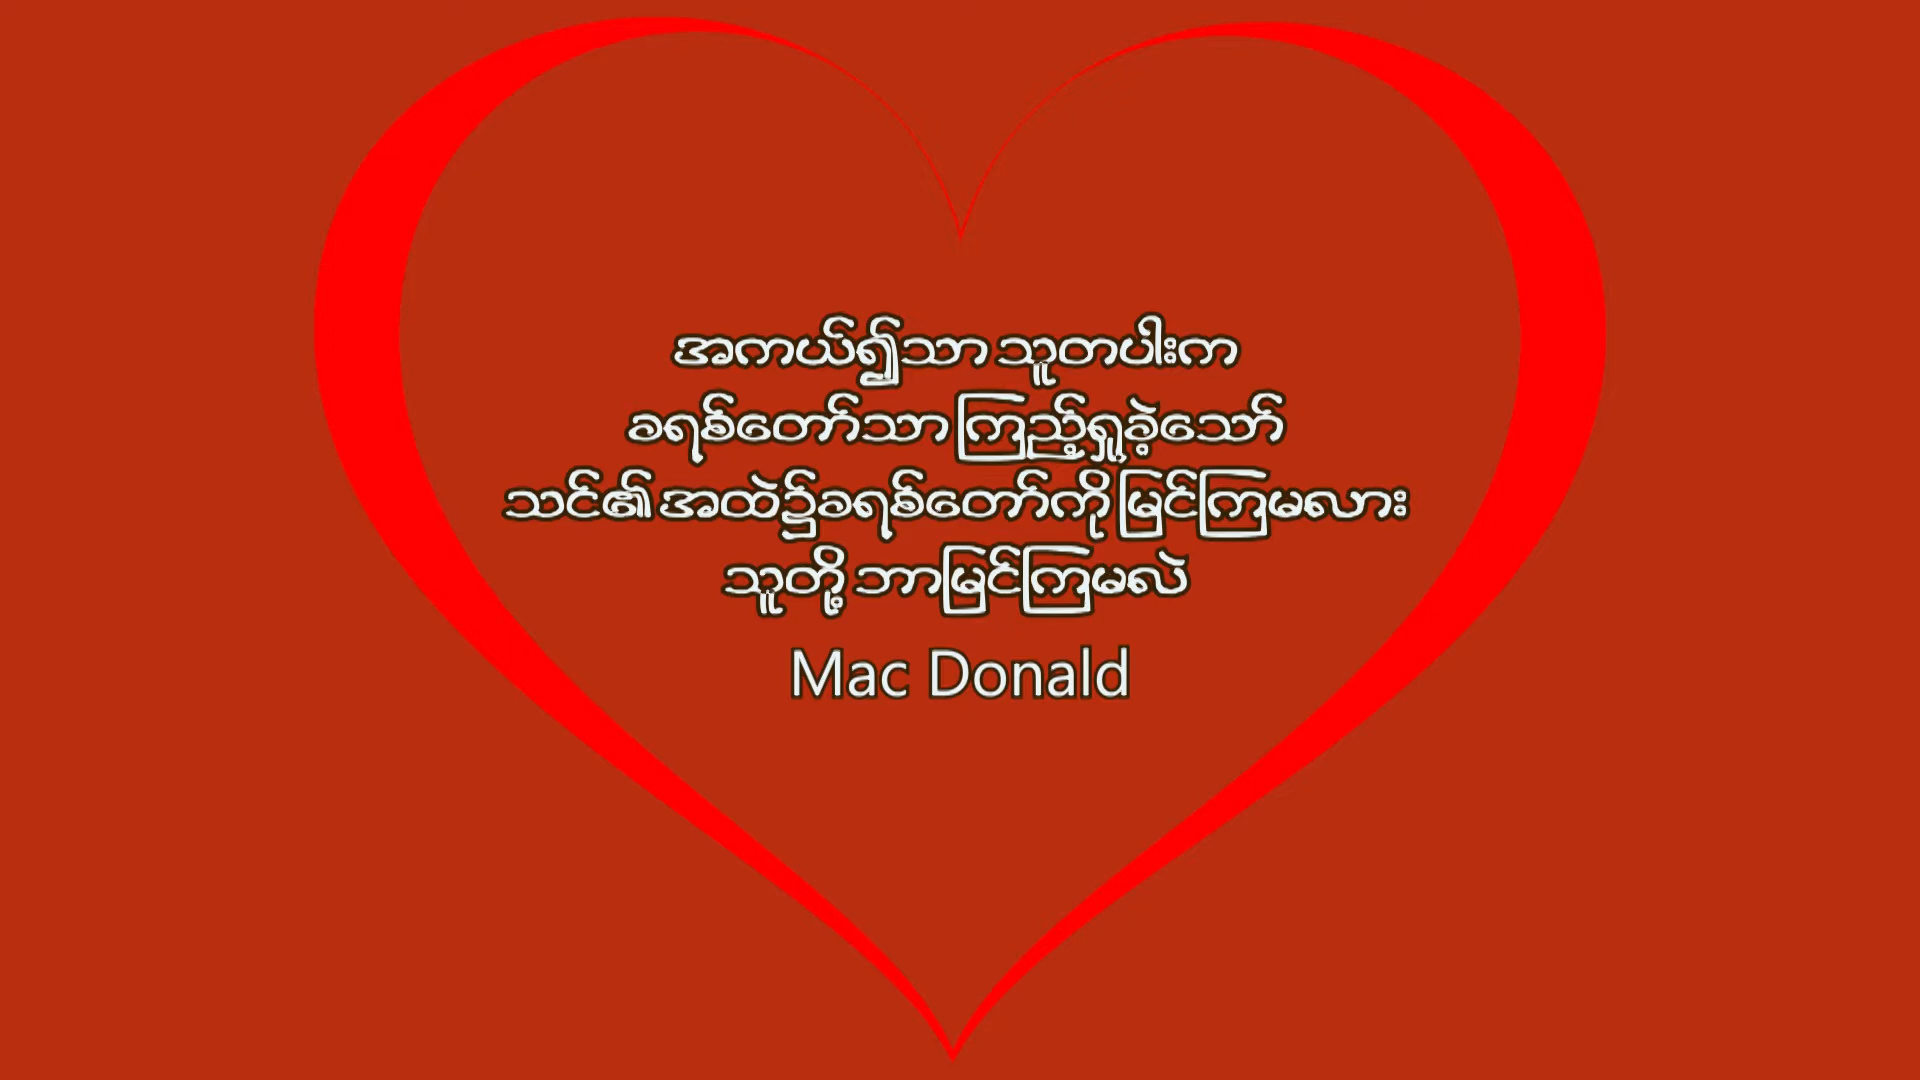 အကယ်၍သာ သူတပါးက
ခရစ်တော်သာ ကြည့်ရှုခဲ့သော်
သင်၏ အထဲ၌ခရစ်တော်ကို မြင်ကြမလား
သူတို့ ဘာမြင်ကြမလဲ
Mac Donald